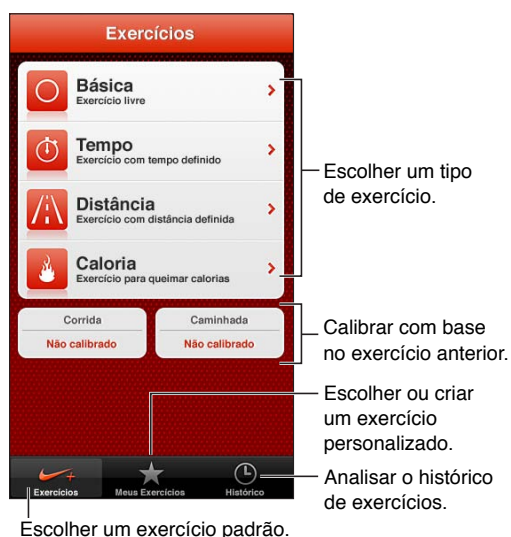 Exercícios
Básica
Exercício livre
Tempo
Exercício com tempo definido
Distância
Exercício com distância definida
Caloria
Exercício para queimar calorias
Escolher um tipo
de exercício.
Corrida
Não calibrado
Caminhada
Não calibrado
Calibrar com base
no exercício anterior.
Escolher ou criar
um exercício
personalizado.
Exercícios
Meus Exercícios
Histórico
Analisar o histórico
de exercícios.
Escolher um exercício padrão.